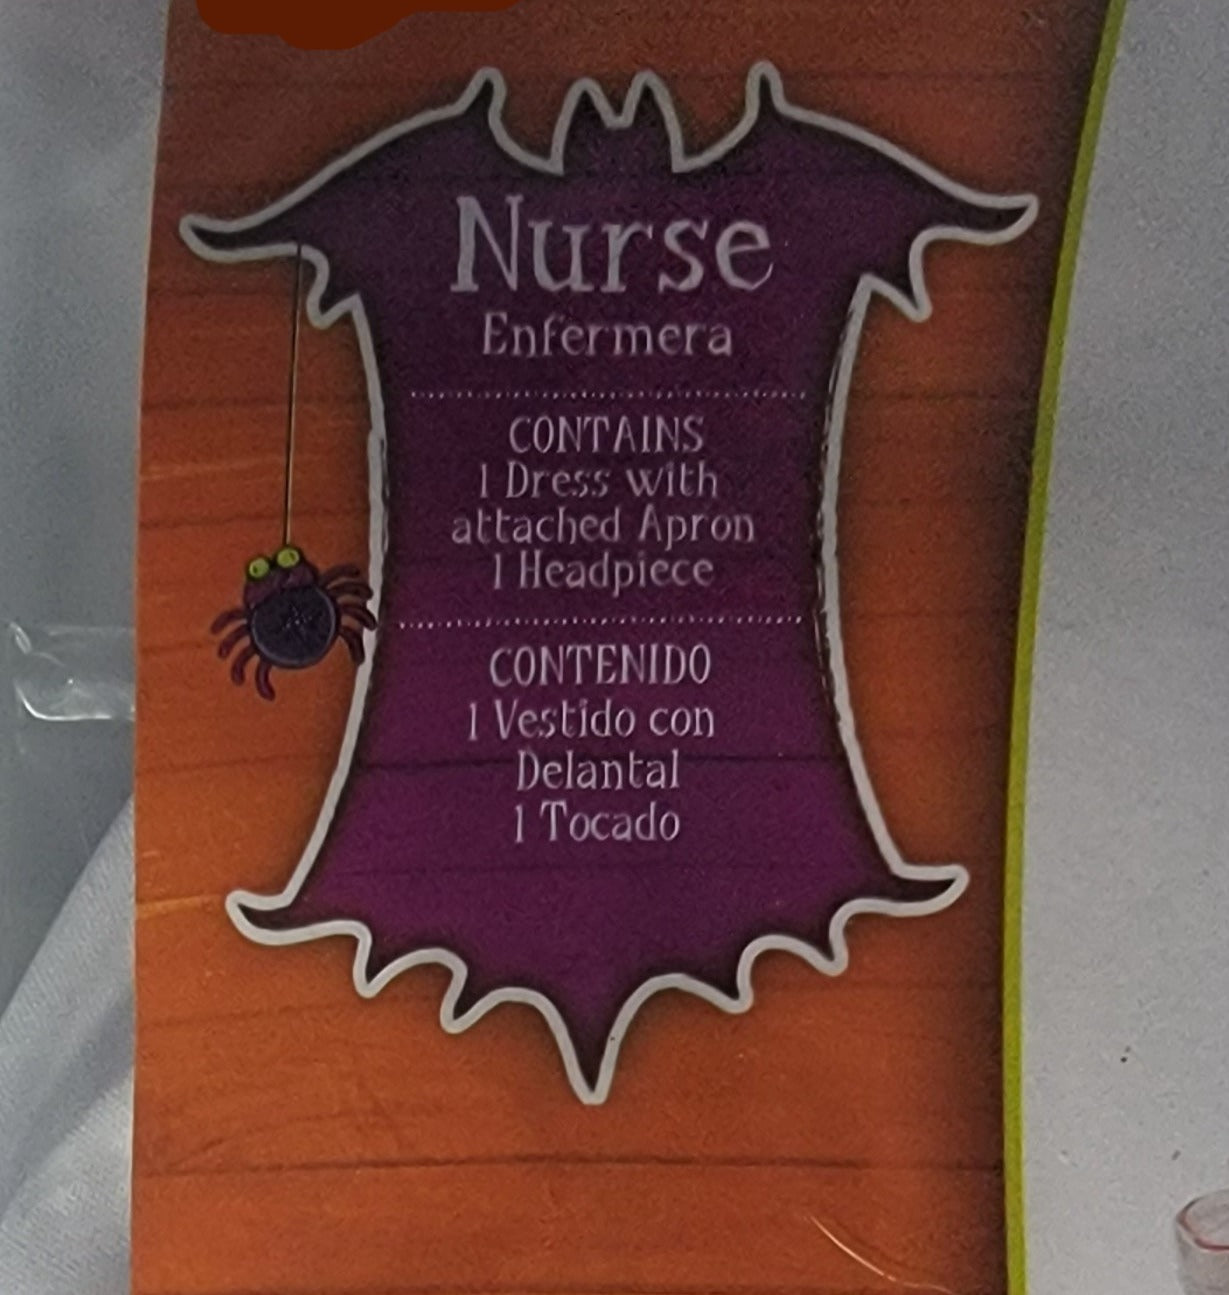 Nurse
Enfermera
CONTAINS
1 Dress with
attached Apron
1 Headpiece
CONTENIDO
1 Vestido con
Delantal
1 Tocado